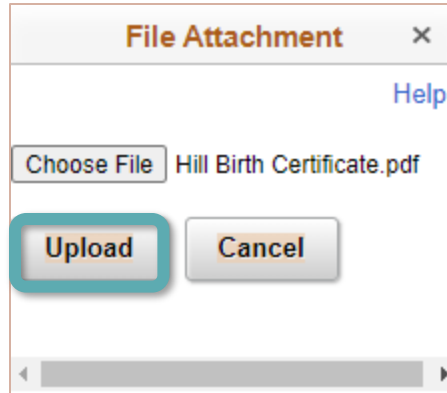 File Attachment ×
Help
Choose File Hill Birth Certificate.pdf
Upload Cancel